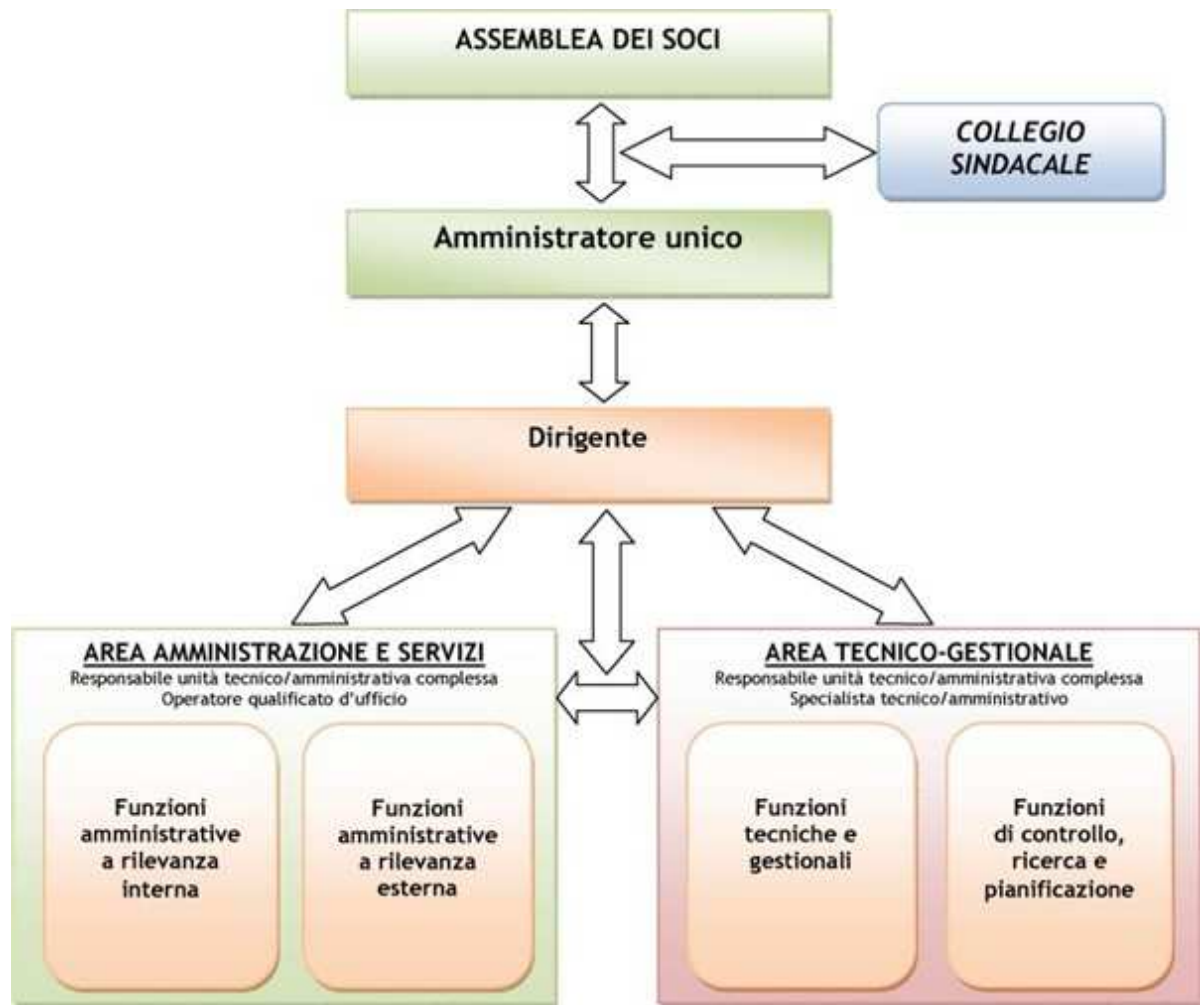 ASSEMBLEA DEI SOCI
COLLEGIO
SINDACALE
Amministratore unico
Dirigente
AREA AMMINISTRAZIONE E SERVIZI
Responsabile unità tecnico/amministrativa complessa
Operatore qualificato d'ufficio
AREA TECNICO-GESTIONALE
Responsabile unità tecnico/amministrativa complessa
Specialista tecnico/amministrativo
Funzioni
amministrative
a rilevanza
interna
Funzioni
amministrative
a rilevanza
esterna
Funzioni
tecniche e
gestionali
Funzioni
di controllo,
ricerca e
pianificazione